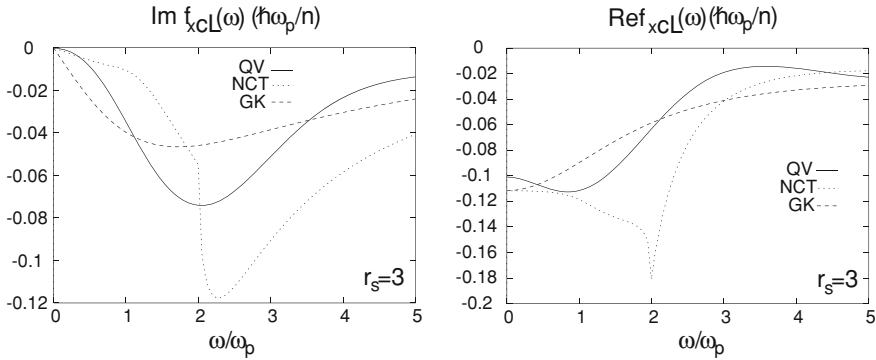 Im f_xcL(ω) (ħω_p/n)
0
-0.02
-0.04
-0.06
-0.08
-0.1
-0.12
QV
NCT
GK
r_s=3
0 1 2 3 4 5
ω/ω_p
Ref_xcL(ω)(ħω_p/n)
0
-0.02
-0.04
-0.06
-0.08
-0.1
-0.12
-0.14
-0.16
-0.18
-0.2
QV
NCT
GK
r_s=3
0 1 2 3 4 5
ω/ω_p